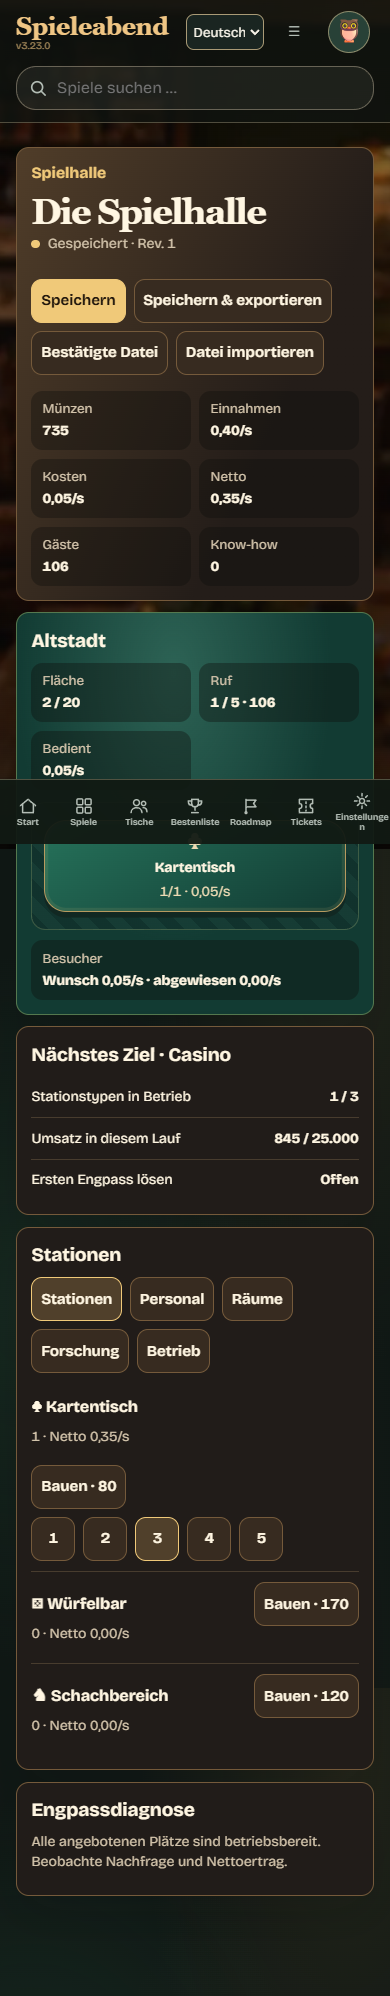 Spieleabend
v3.23.0
Deutsch
Spiele suchen ...
Spielhalle
Die Spielhalle
Gespeichert · Rev. 1
Speichern
Speichern & exportieren
Bestätigte Datei
Datei importieren
Münzen
735
Einnahmen
0,40/s
Kosten
0,05/s
Netto
0,35/s
Gäste
106
Know-how
0
Altstadt
Fläche
2 / 20
Ruf
1 / 5 · 106
Bedient
0,05/s
Start
Spiele
Tische
Bestenliste
Roadmap
Tickets
Einstellunge
n
Kartentisch
1/1 · 0,05/s
Besucher
Wunsch 0,05/s · abgewiesen 0,00/s
Nächstes Ziel · Casino
Stationstypen in Betrieb 1 / 3
Umsatz in diesem Lauf 845 / 25.000
Ersten Engpass lösen Offen
Stationen
Stationen
Personal
Räume
Forschung
Betrieb
♣ Kartentisch
1 · Netto 0,35/s
Bauen · 80
1 2 3 4 5
⚄ Würfelbar
0 · Netto 0,00/s
Bauen · 170
♞ Schachbereich
0 · Netto 0,00/s
Bauen · 120
Engpassdiagnose
Alle angebotenen Plätze sind betriebsbereit.
Beobachte Nachfrage und Nettoertrag.